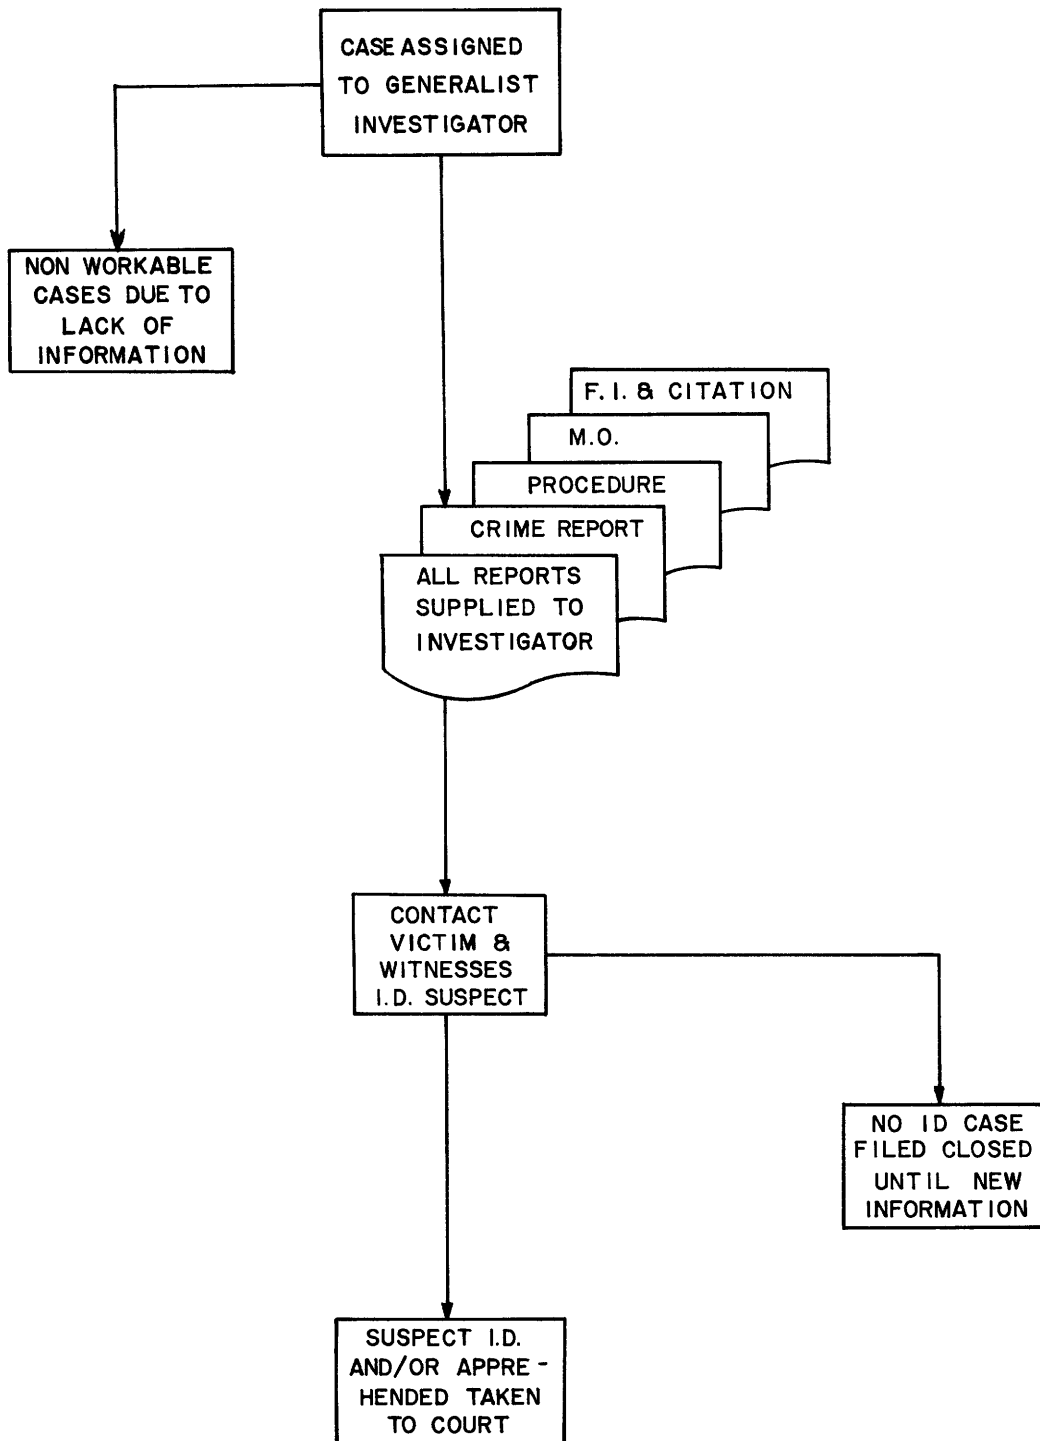 CASE ASSIGNED
TO GENERALIST
INVESTIGATOR
NON WORKABLE
CASES DUE TO
LACK OF
INFORMATION
F. I. & CITATION
M.O.
PROCEDURE
CRIME REPORT
ALL REPORTS
SUPPLIED TO
INVESTIGATOR
CONTACT
VICTIM &
WITNESSES
I.D. SUSPECT
NO ID CASE
FILED CLOSED
UNTIL NEW
INFORMATION
SUSPECT I.D.
AND/OR APPRE-
HENDED TAKEN
TO COURT